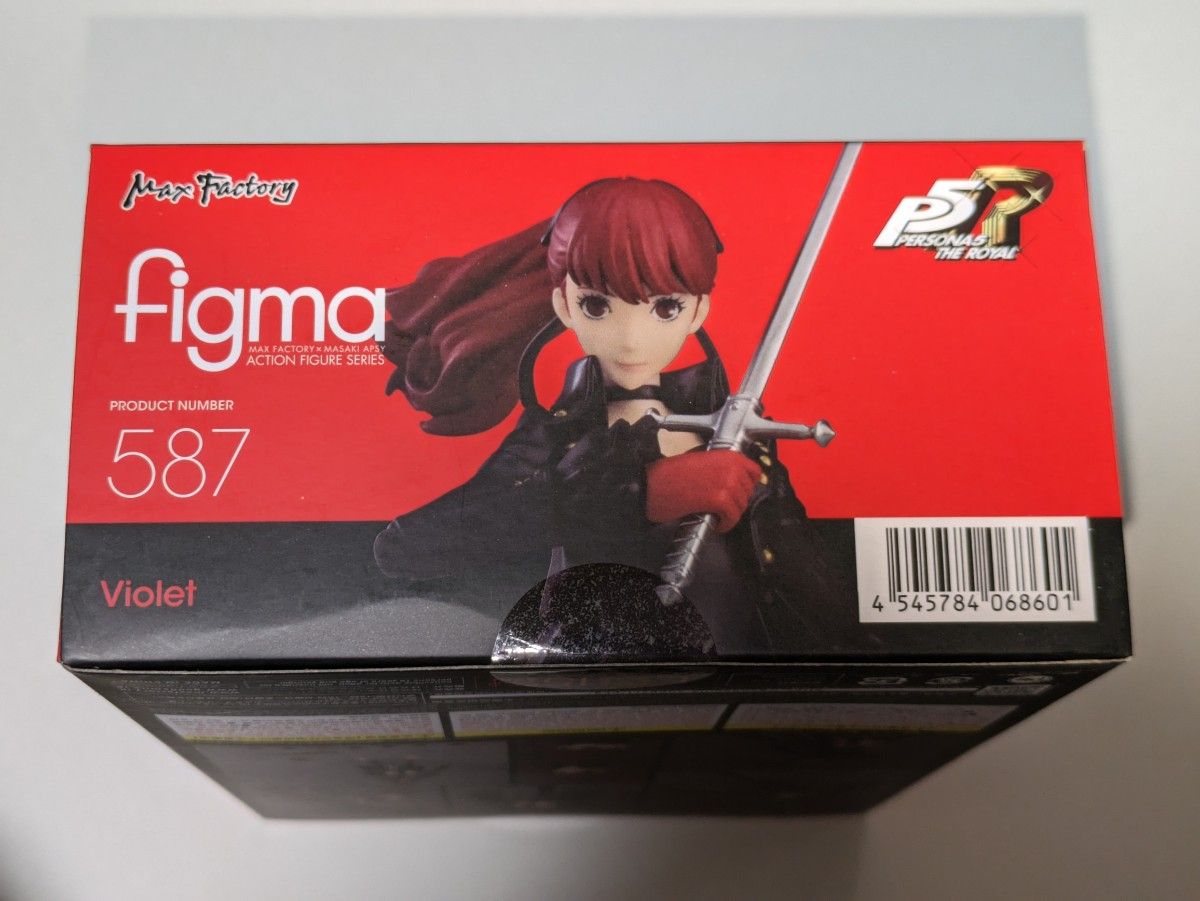 Max Factory
P5R
PERSONA5
THE ROYAL
figma
MAX FACTORY × MASAKI APSY
ACTION FIGURE SERIES
PRODUCT NUMBER
587
Violet
4 545784 068601